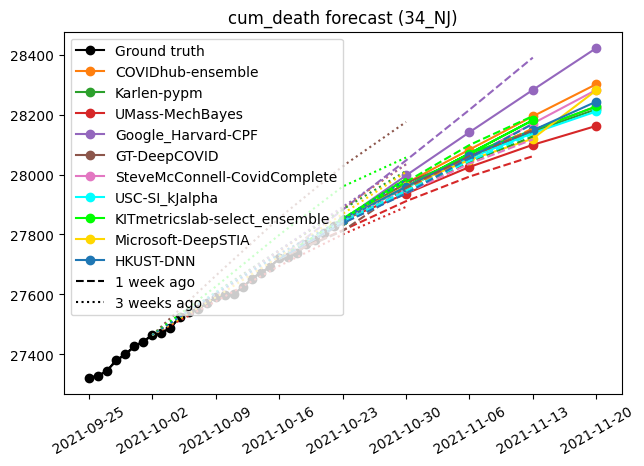 cum_death forecast (34_NJ)
28400
28200
28000
27800
27600
27400
Ground truth
COVIDhub-ensemble
Karlen-pypm
UMass-MechBayes
Google_Harvard-CPF
GT-DeepCOVID
SteveMcConnell-CovidComplete
USC-SI_kJalpha
KITmetricslab-select_ensemble
Microsoft-DeepSTIA
HKUST-DNN
1 week ago
3 weeks ago
2021-09-25
2021-10-02
2021-10-09
2021-10-16
2021-10-23
2021-10-30
2021-11-06
2021-11-13
2021-11-20